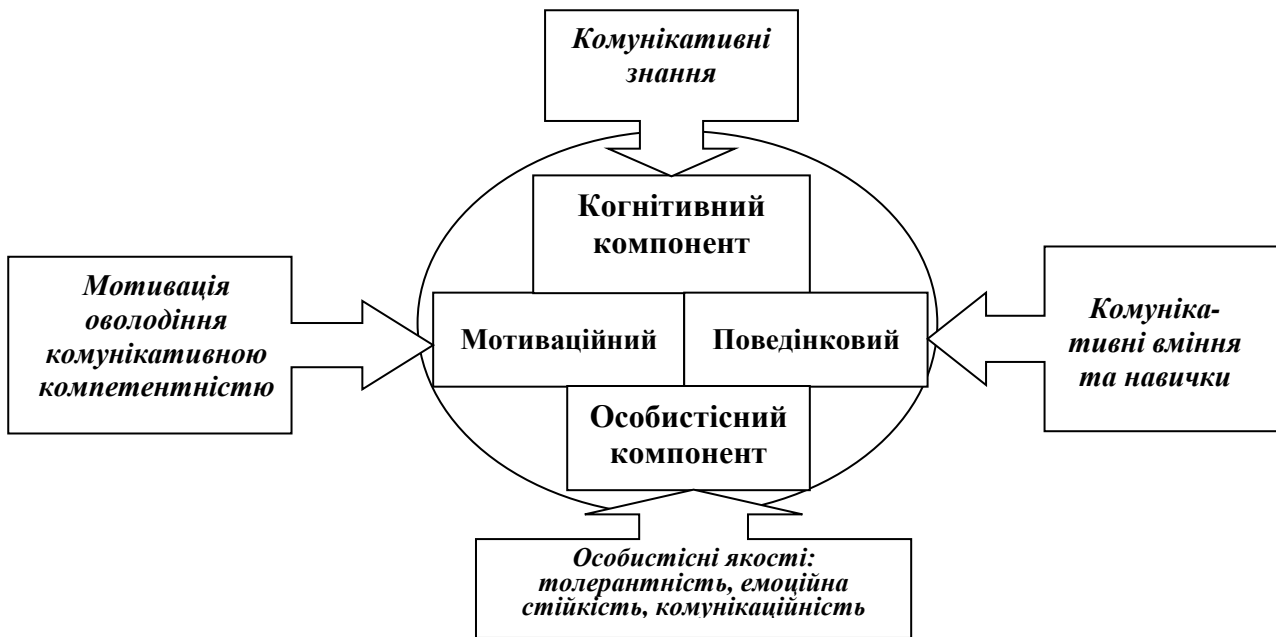 Комунікативні
знання
Когнітивний
компонент
Мотивація
оволодіння
комунікативною
компетентністю
Мотиваційний
Поведінковий
Комуніка-
тивні вміння
та навички
Особистісний
компонент
Особистісні якості:
толерантність, емоційна
стійкість, комунікаційність